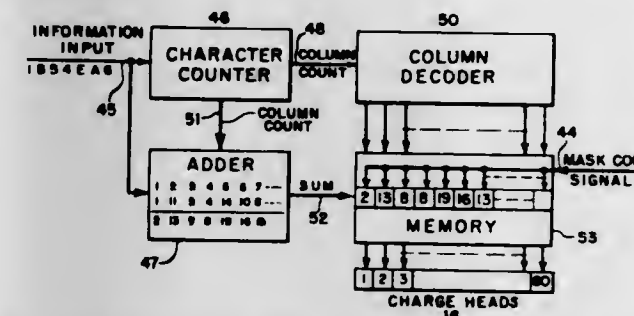 46
50
INFORMATION
INPUT
1654EA6
45
CHARACTER
COUNTER
48
COLUMN
COUNT
COLUMN
DECODER
51
COLUMN
COUNT
44
MASK CO
SIGNAL
ADDER
1 2 3 4 5 6 7
1 11 3 4 14 10 6
2 13 8 19 16 13
SUM
52
2 13 8 8 19 16 13
MEMORY
53
47
1 2 3 80
CHARGE HEADS